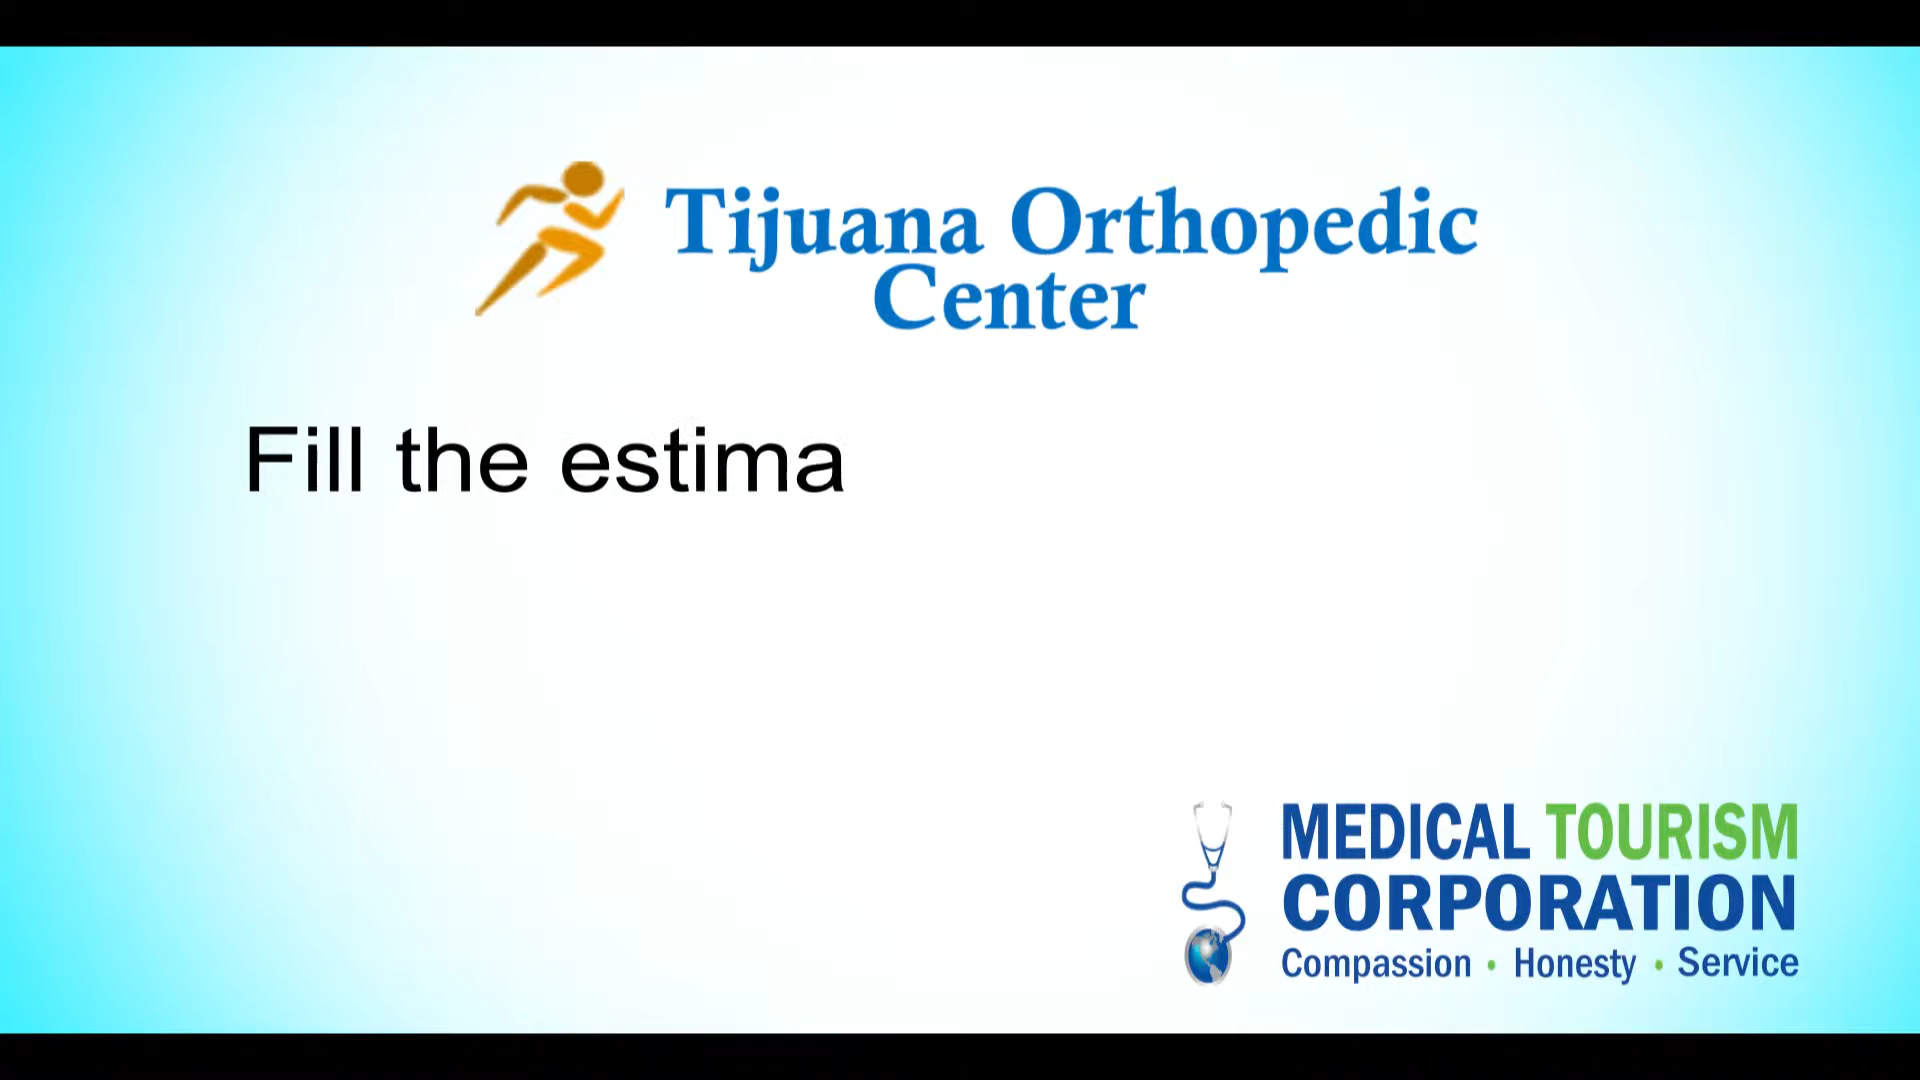 Tijuana Orthopedic
Center
Fill the estima
MEDICAL TOURISM
CORPORATION
Compassion • Honesty • Service